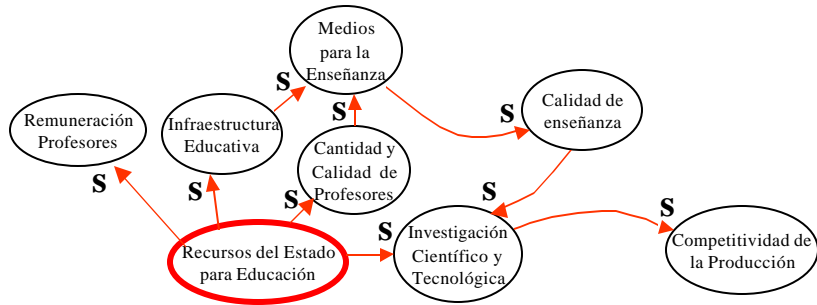 Medios
para la
Enseñanza
S
S
S
Calidad de
enseñanza
Remuneración
Profesores
Infraestructura
Educativa
Cantidad y
Calidad de
Profesores
S
S
S
S
S
S
Recursos del Estado
para Educación
Investigación
Científico y
Tecnológica
Competitividad de
la Producción